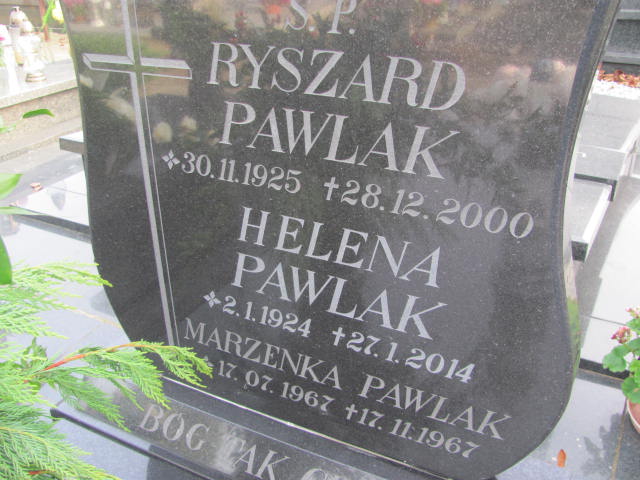 Ś.P.
RYSZARD
PAWLAK
30.11.1925 †28.12.2000
HELENA
PAWLAK
2.1.1924 †27.1.2014
MARZENKA PAWLAK
17.07.1967 †17.11.1967
BÓG TAK